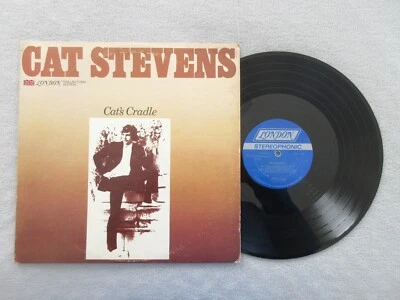 CAT STEVENS
LONDON
Cat's Cradle
LONDON
STEREOPHONIC